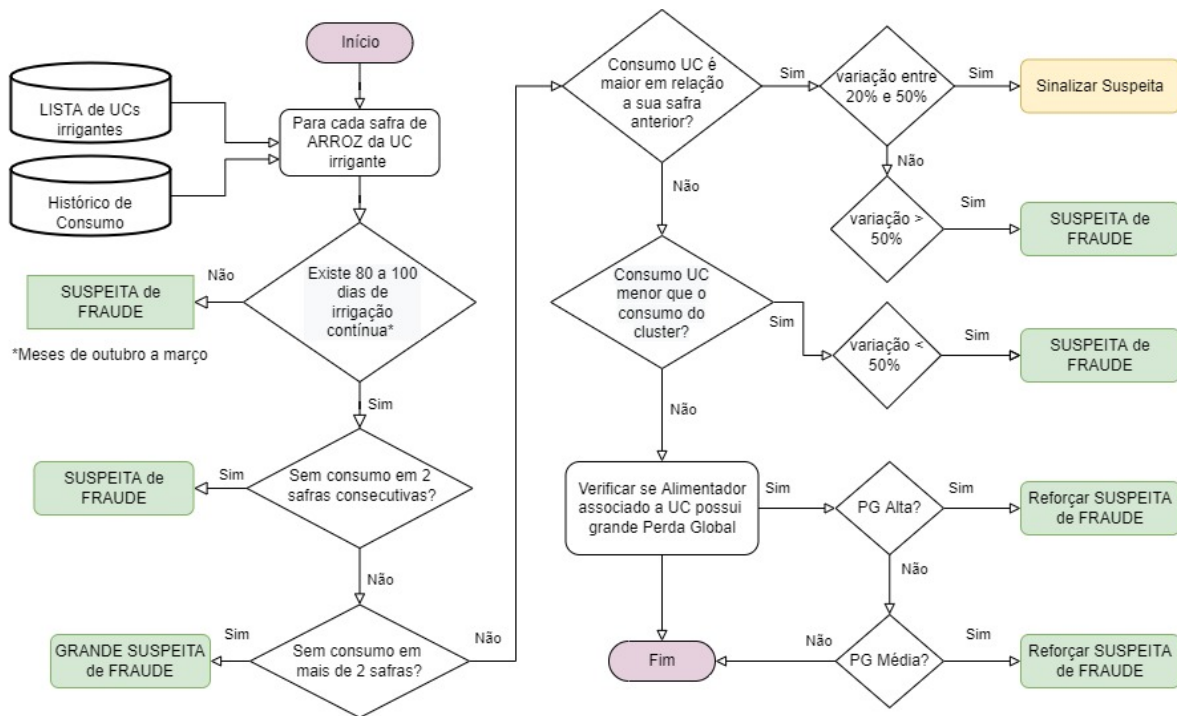 Início
LISTA de UCs
irrigantes
Para cada safra de
ARROZ da UC
irrigante
Histórico de
Consumo
Existe 80 a 100
dias de
irrigação
contínua*
Não
SUSPEITA de
FRAUDE
*Meses de outubro a março
Sim
Sem consumo em 2
safras consecutivas?
Sim
SUSPEITA de
FRAUDE
Não
Sem consumo em
mais de 2 safras?
Sim
GRANDE SUSPEITA
de FRAUDE
Não
Consumo UC é
maior em relação
a sua safra
anterior?
Sim
variação entre
20% e 50%
Sim
Sinalizar Suspeita
Não
variação >
50%
Sim
SUSPEITA de
FRAUDE
Não
Consumo UC
menor que o
consumo do
cluster?
Sim
variação <
50%
Sim
SUSPEITA de
FRAUDE
Não
Verificar se Alimentador
associado a UC possui
grande Perda Global
Sim
PG Alta?
Sim
Reforçar SUSPEITA
de FRAUDE
Não
PG Média?
Sim
Reforçar SUSPEITA
de FRAUDE
Não
Fim